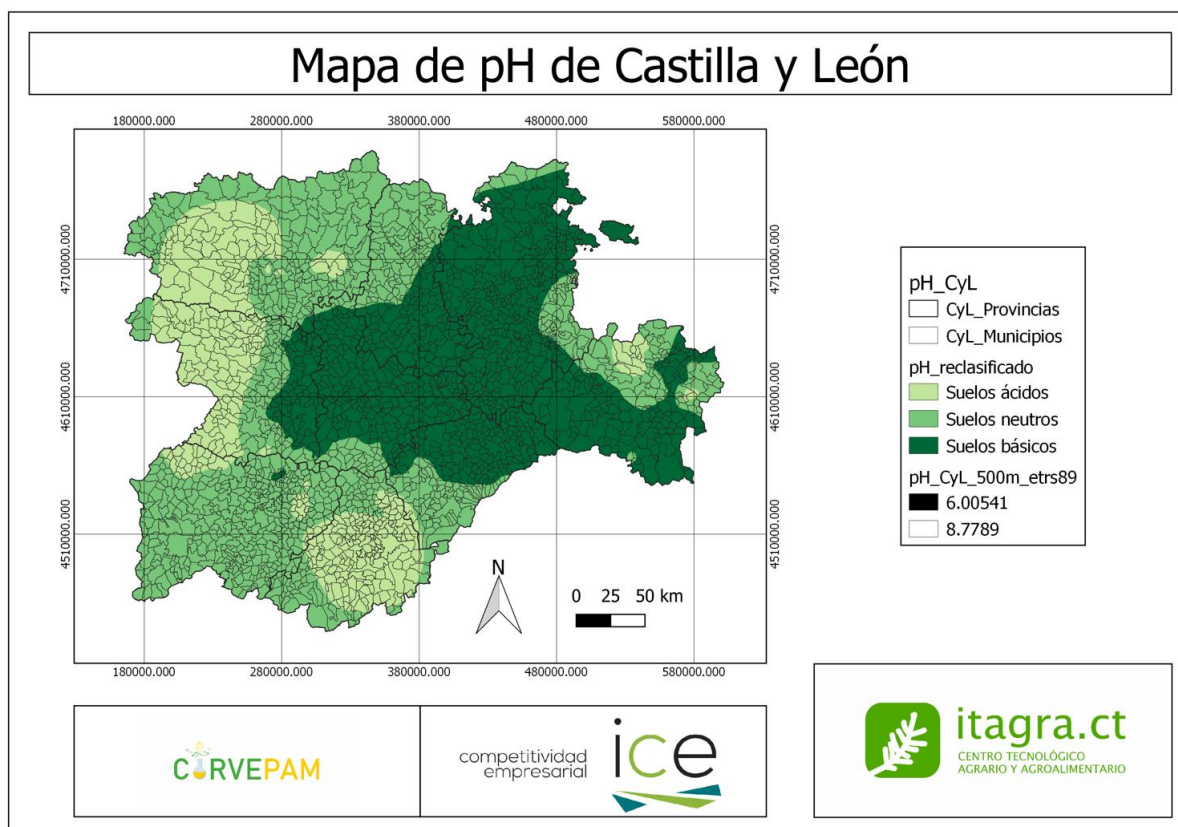 Mapa de pH de Castilla y León
180000.000 280000.000 380000.000 480000.000 580000.000
4710000.000 4710000.000
4610000.000 4610000.000
4510000.000 4510000.000
N
0 25 50 km
180000.000 280000.000 380000.000 480000.000 580000.000
pH_CyL
CyL_Provincias
CyL_Municipios
pH_reclasificado
Suelos ácidos
Suelos neutros
Suelos básicos
pH_CyL_500m_etrs89
6.00541
8.7789
CURVEPAM
competitividad
empresarial
ice
itagra.ct
CENTRO TECNOLÓGICO
AGRARIO Y AGROALIMENTARIO